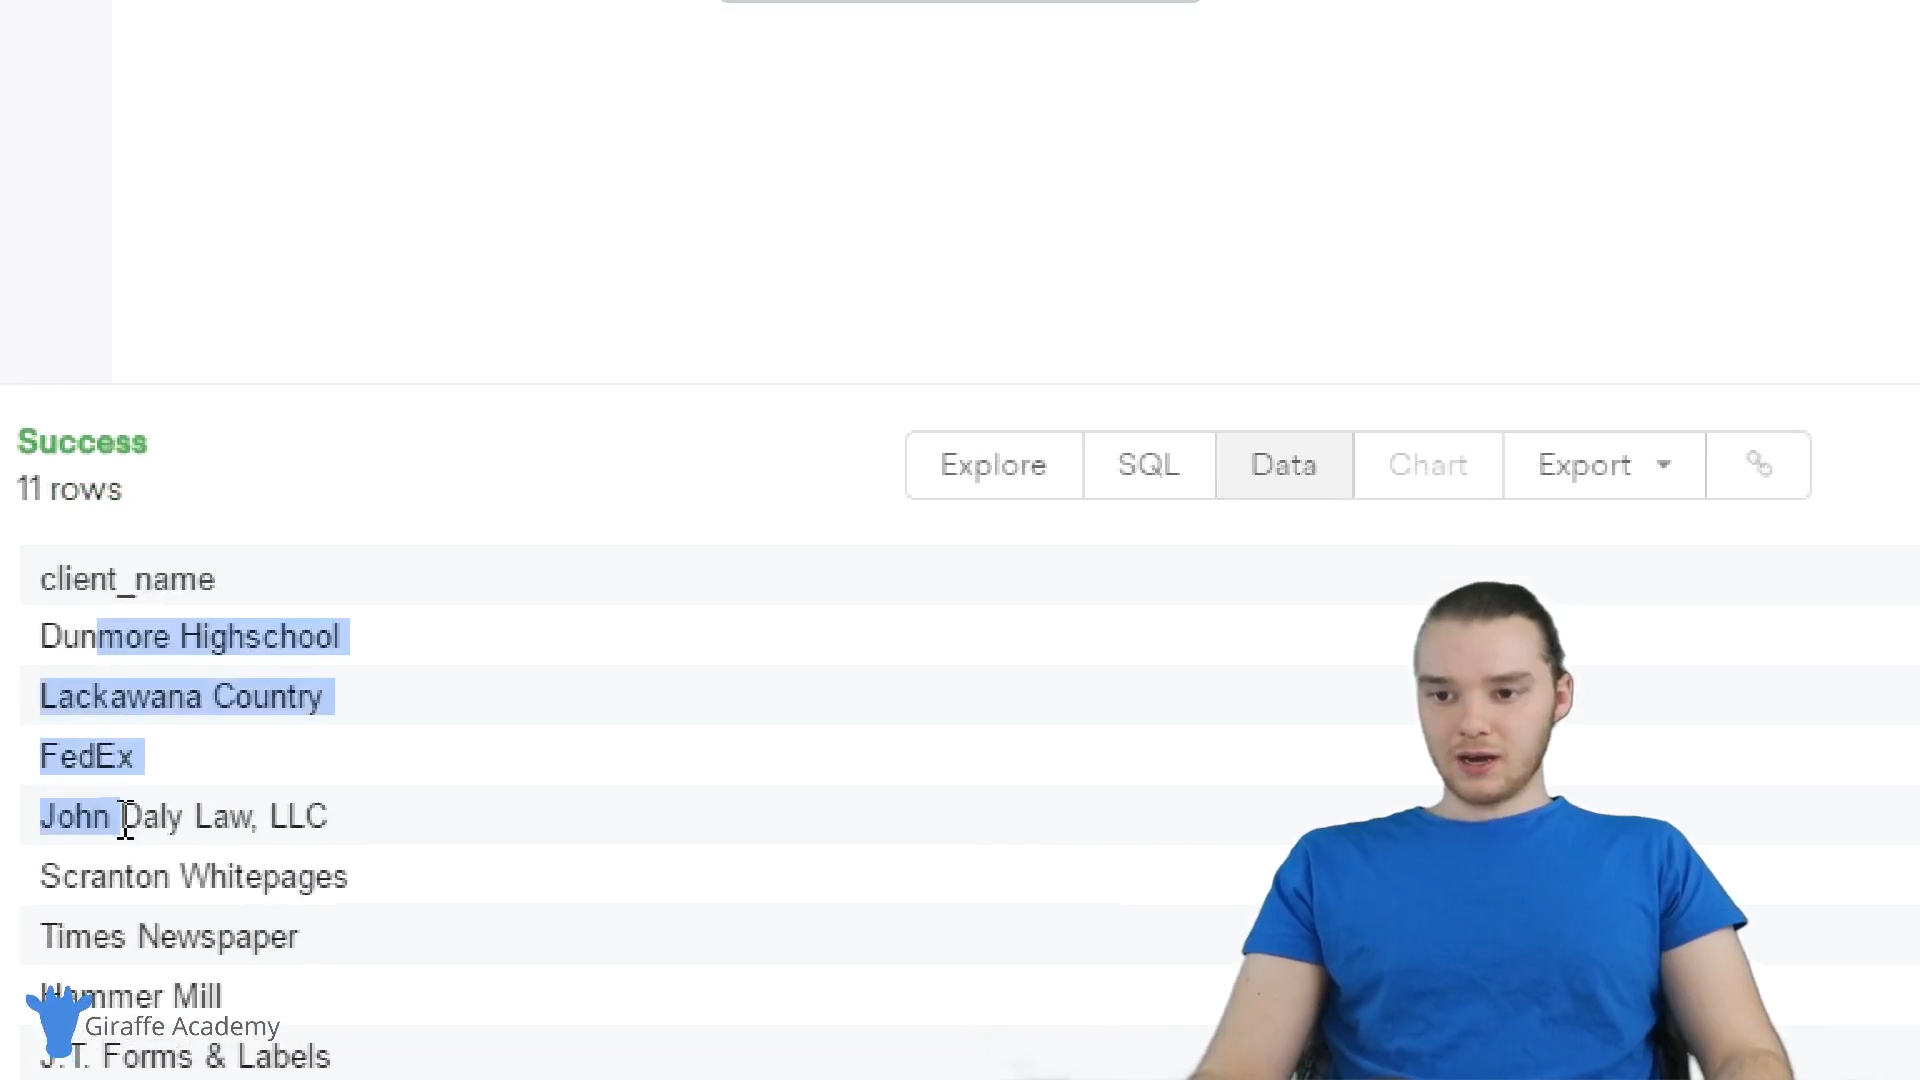 Success
11 rows
Explore SQL Data Chart Export
client_name
Dunmore Highschool
Lackawana Country
FedEx
John Daly Law, LLC
Scranton Whitepages
Times Newspaper
Hammer Mill
Giraffe Academy
J.T. Forms & Labels